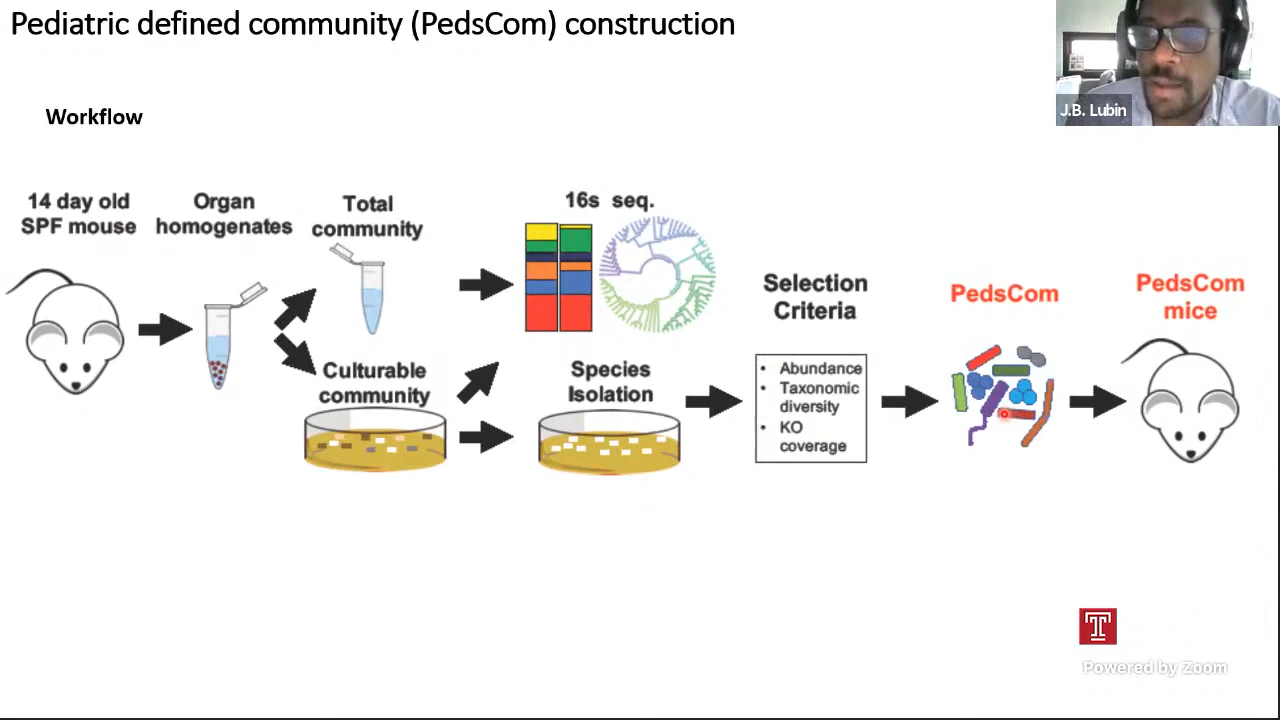 Pediatric defined community (PedsCom) construction
J.B. Lubin
Workflow
14 day old
SPF mouse
Organ
homogenates
Total
community
16s seq.
Culturable
community
Species
Isolation
Selection
Criteria
• Abundance
• Taxonomic
diversity
• KO
coverage
PedsCom
PedsCom
mice
T
Powered by Zoom